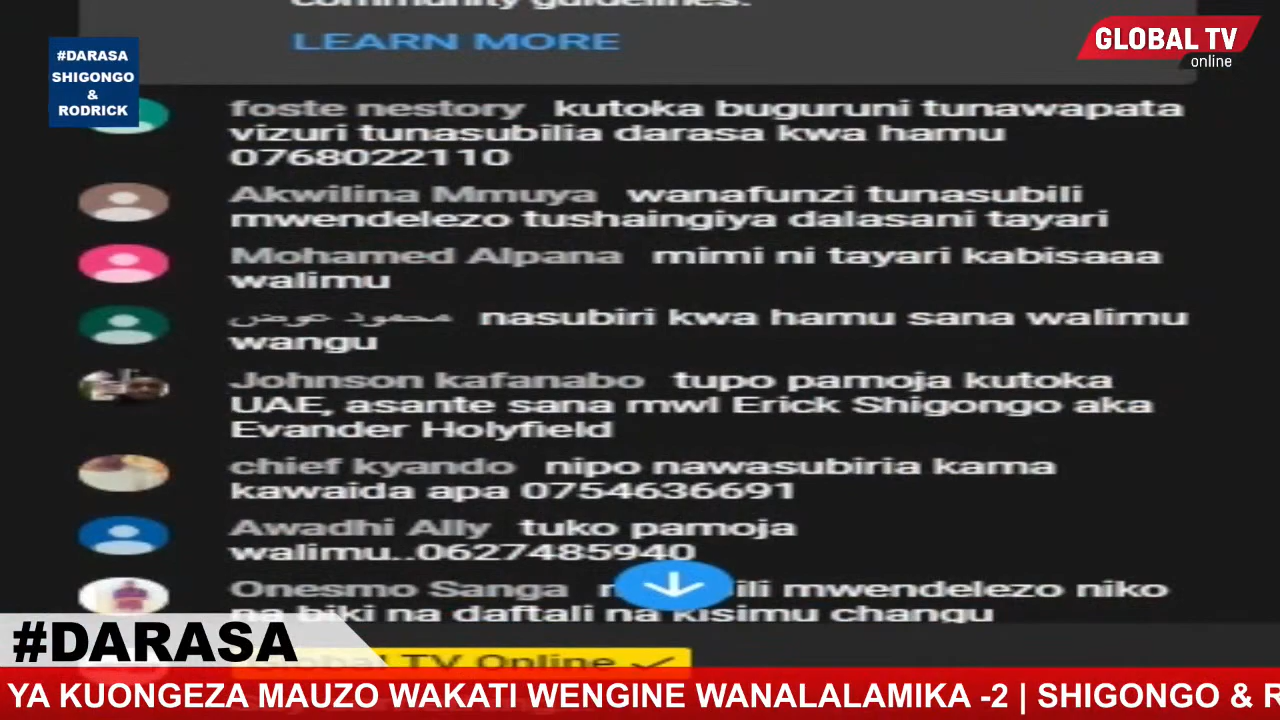 community guidelines.
LEARN MORE
#DARASA
SHIGONGO
&
RODRICK
GLOBAL TV
online
foste nestory kutoka buguruni tunawapata
vizuri tunasubilia darasa kwa hamu
0768022110
Akwilina Mmuya wanafunzi tunasubili
mwendelezo tushaingiya dalasani tayari
Mohamed Alpana mimi ni tayari kabisaaa
walimu
محمود عوض nasubiri kwa hamu sana walimu
wangu
Johnson kafanabo tupo pamoja kutoka
UAE, asante sana mwl Erick Shigongo aka
Evander Holyfield
chief kyando nipo nawasubiria kama
kawaida apa 0754636691
Awadhi Ally tuko pamoja
walimu..0627485940
Onesmo Sanga mwendelezo niko
na biki na daftali na kisimu changu
#DARASA
Global TV Online
YA KUONGEZA MAUZO WAKATI WENGINE WANALALAMIKA -2 | SHIGONGO & R